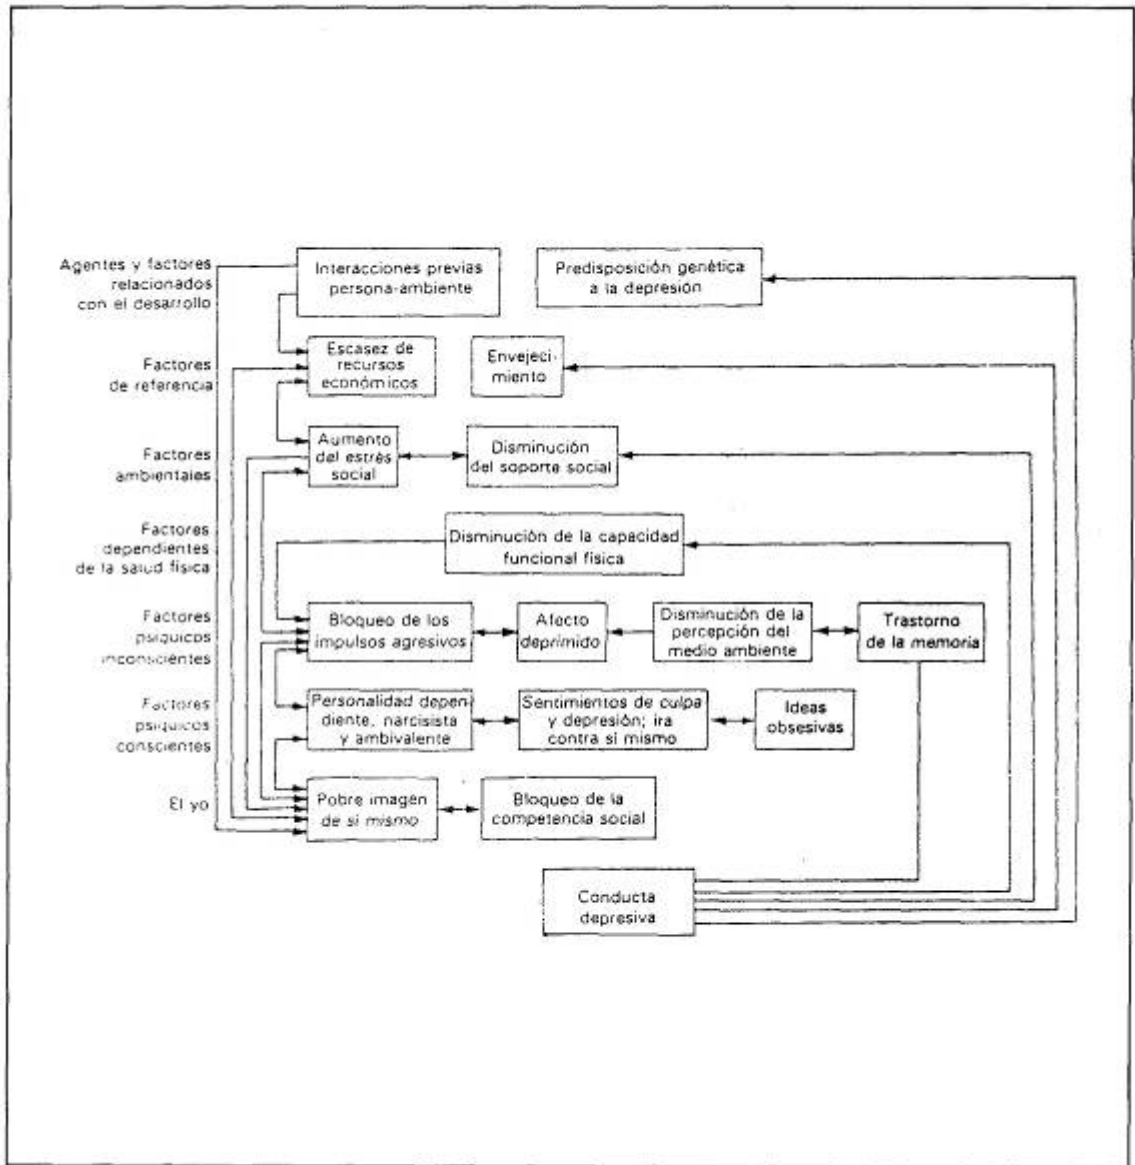 Agentes y factores
relacionados
con el desarrollo
Interacciones previas
persona-ambiente
Predisposición genética
a la depresión
Factores
de referencia
Escasez de
recursos
económicos
Envejeci-
miento
Factores
ambientales
Aumento
del estrés
social
Disminución
del soporte social
Factores
dependientes
de la salud física
Disminución de la capacidad
funcional física
Factores
psíquicos
inconscientes
Bloqueo de los
impulsos agresivos
Afecto
deprimido
Disminución de la
percepción del
medio ambiente
Trastorno
de la memoria
Factores
psíquicos
conscientes
Personalidad depen-
diente, narcisista
y ambivalente
Sentimientos de culpa
y depresión; ira
contra sí mismo
Ideas
obsesivas
El yo
Pobre imagen
de sí mismo
Bloqueo de la
competencia social
Conducta
depresiva